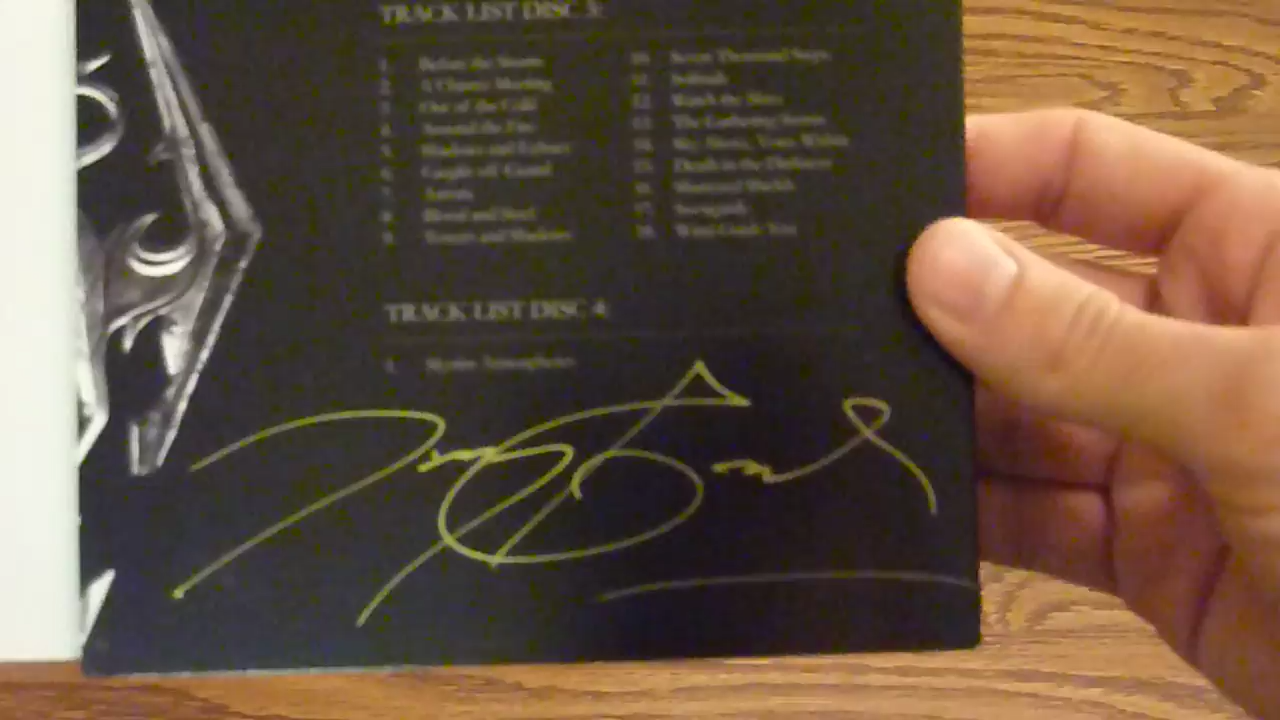 TRACK LIST DISC 3:
1. Before the Storm
2. A Chance Meeting
3. Out of the Cold
4. Around the Fire
5. Shadows and Echoes
6. Caught off Guard
7. Aurora
8. Blood and Steel
9. Towers and Shadows
10. Seven Thousand Steps
11. Solitude
12. Watch the Skies
13. The Gathering Storm
14. Sky Above, Voice Within
15. Death in the Darkness
16. Shattered Shields
17. Sovngarde
18. Wind Guide You
TRACK LIST DISC 4:
1. Skyrim Atmospheres